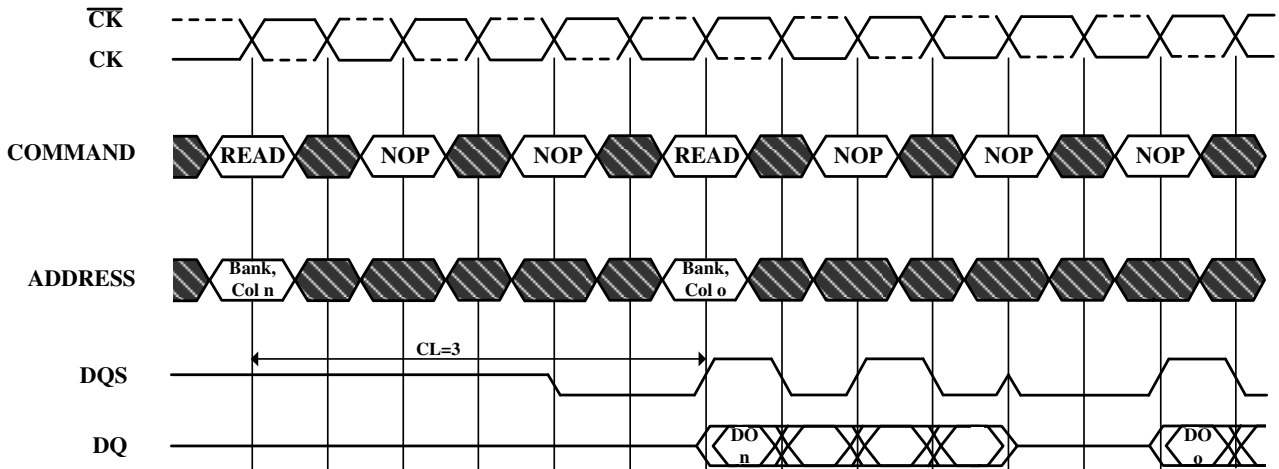 CK
CK
COMMAND READ NOP NOP READ NOP NOP NOP
ADDRESS Bank, Col n Bank, Col o
CL=3
DQS
DQ DO n DO o